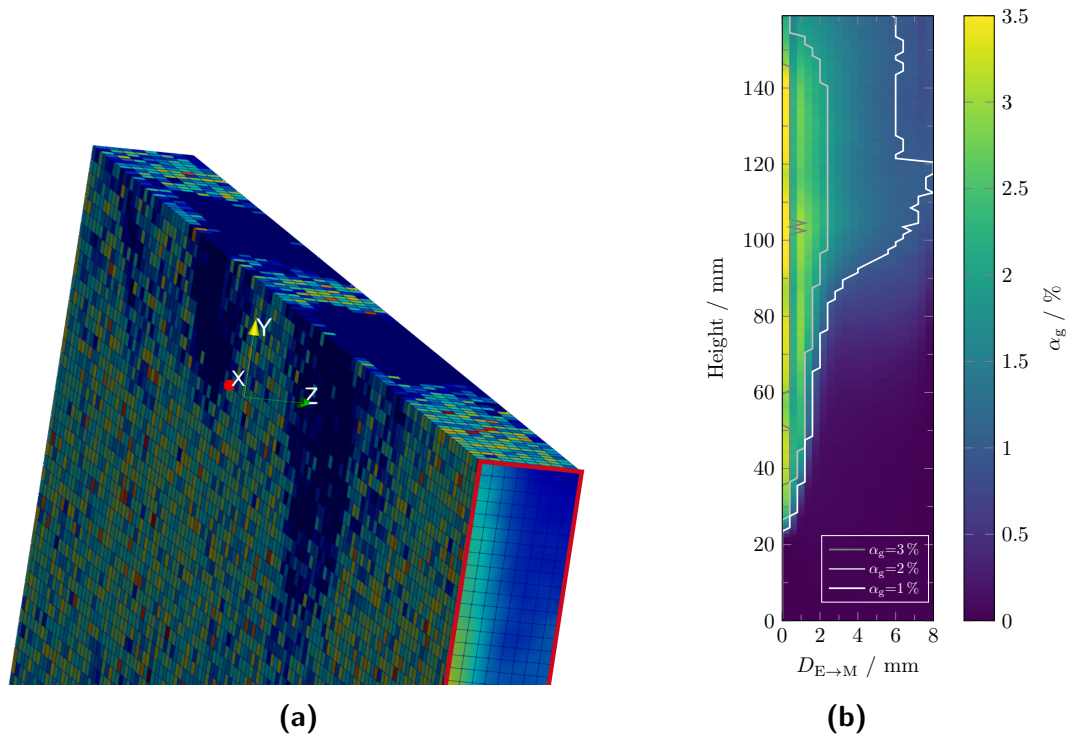 Y
X
Z
(a)
Height / mm
140
120
100
80
60
40
20
0
0 2 4 6 8
D_E→M / mm
α_g=3 %
α_g=2 %
α_g=1 %
3.5
3
2.5
2
1.5
1
0.5
0
α_g / %
(b)